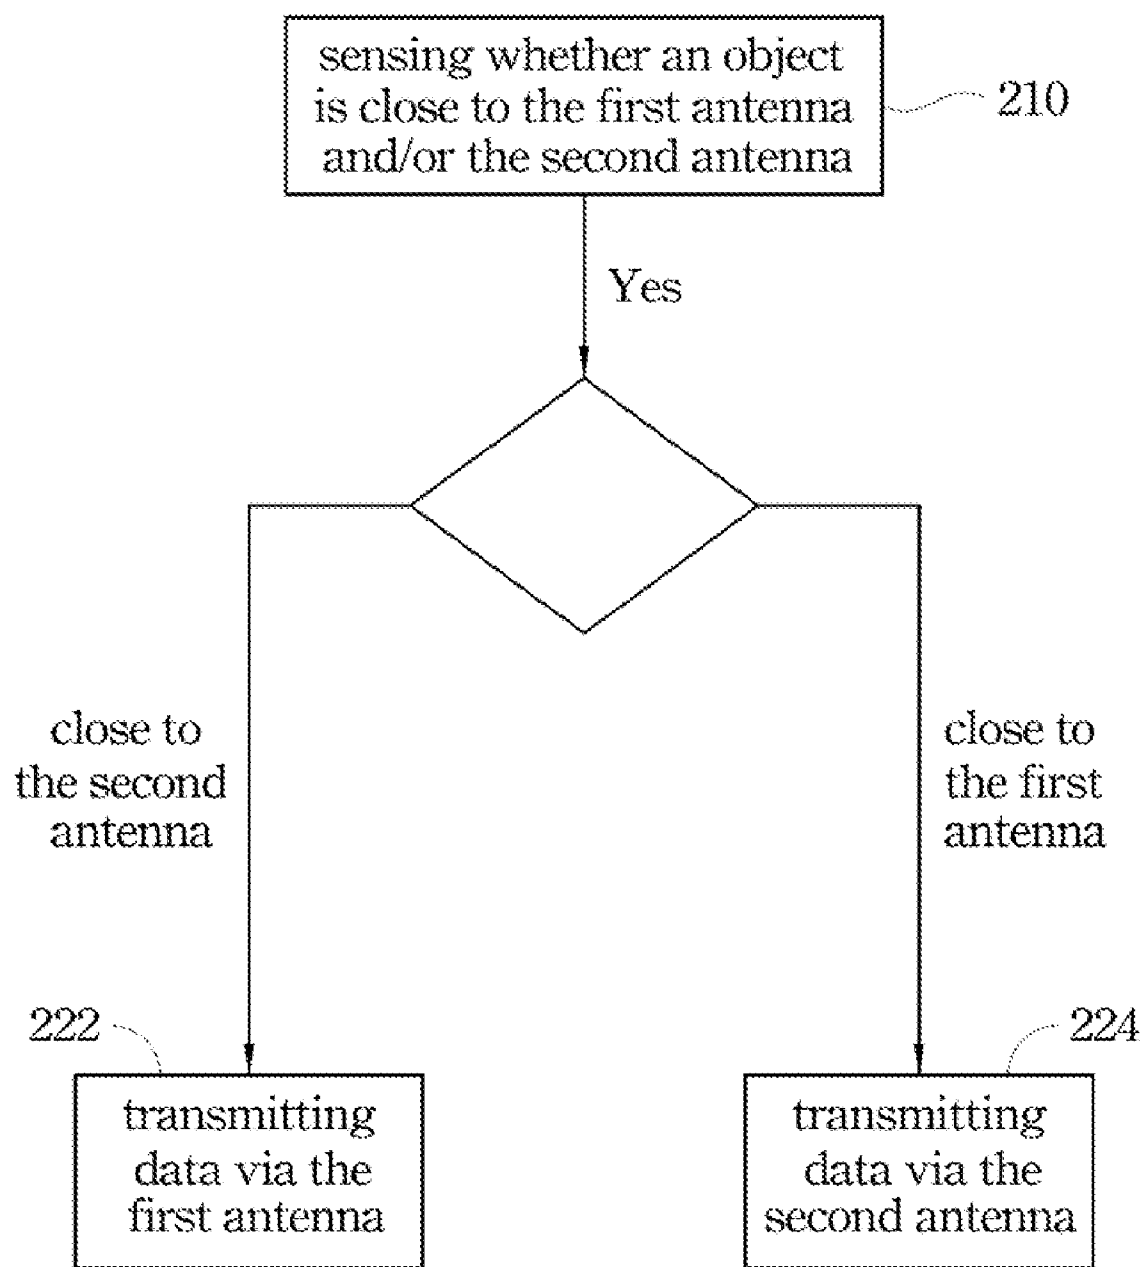 sensing whether an object
is close to the first antenna
and/or the second antenna
210
Yes
close to
the second
antenna
close to
the first
antenna
222
224
transmitting
data via the
first antenna
transmitting
data via the
second antenna